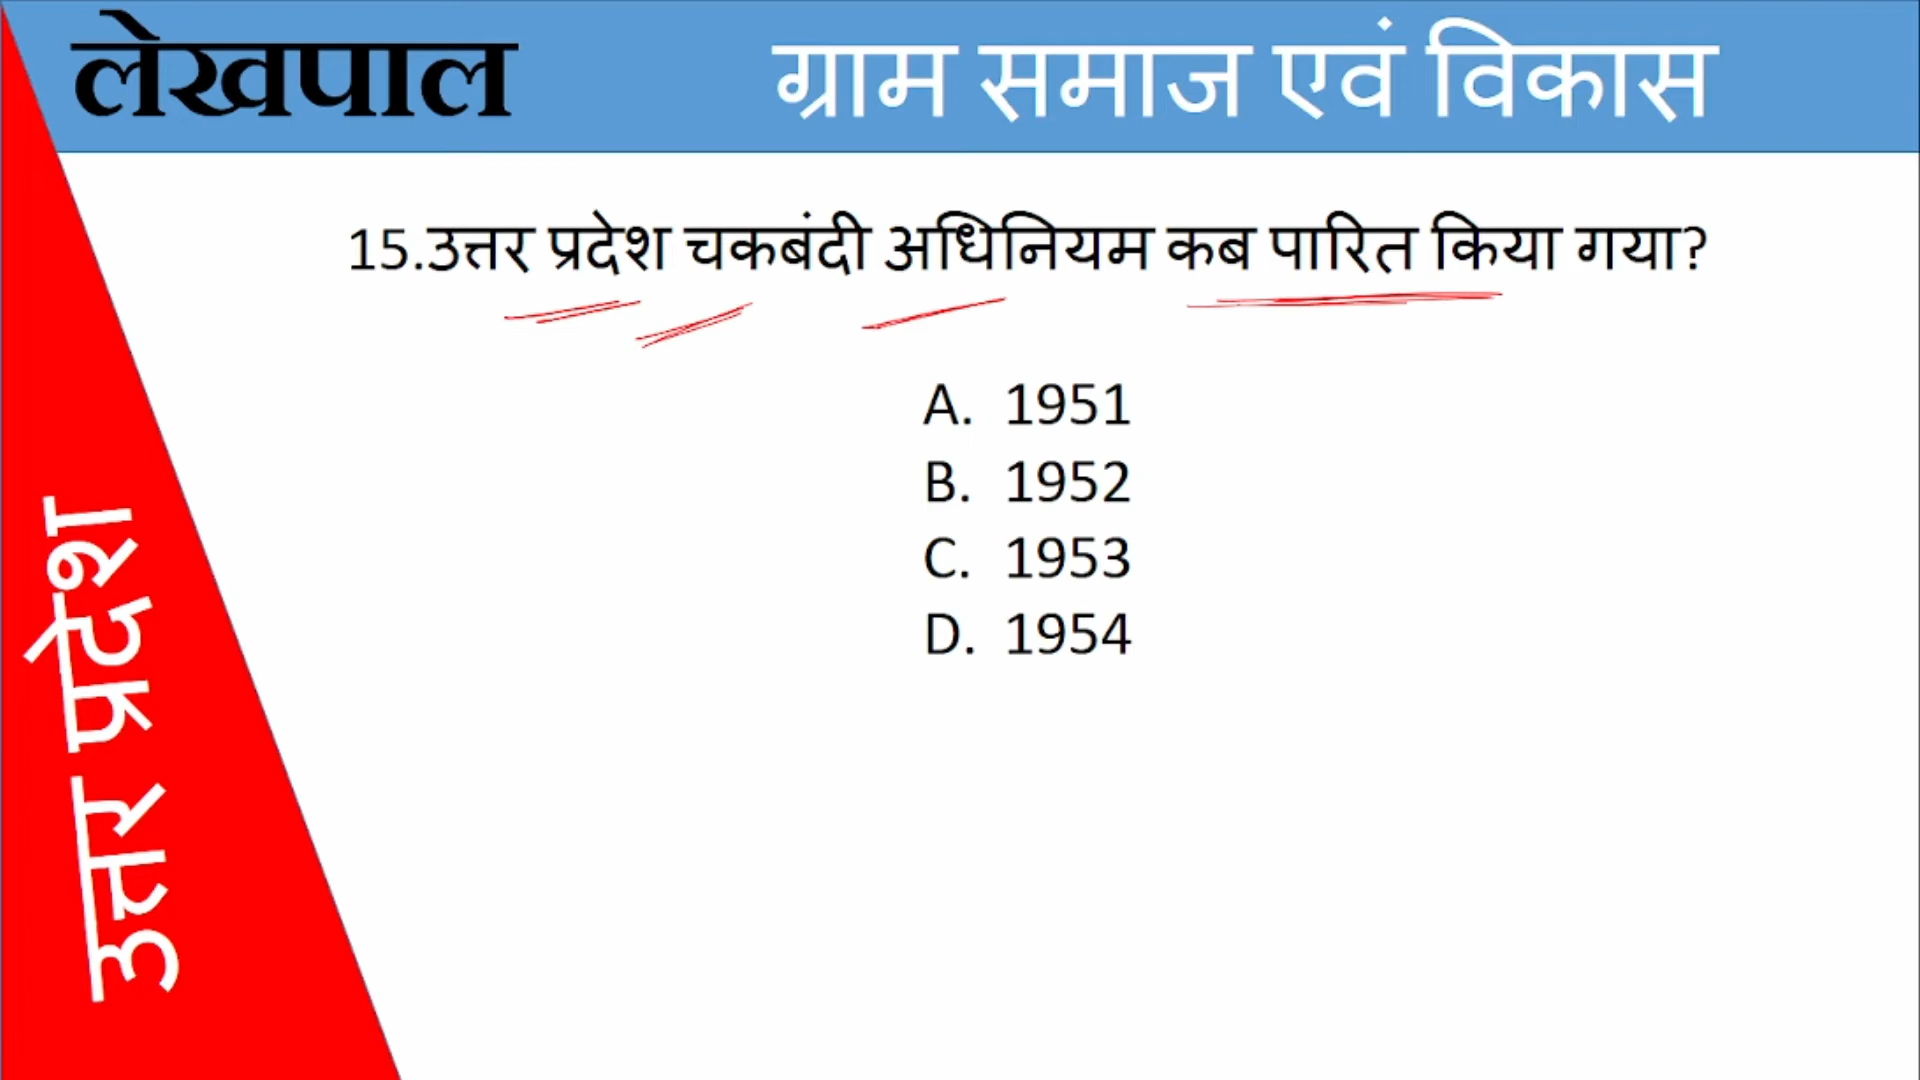 लेखपाल
ग्राम समाज एवं विकास
15.उत्तर प्रदेश चकबंदी अधिनियम कब पारित किया गया?
A. 1951
B. 1952
C. 1953
D. 1954
उत्तर प्रदेश